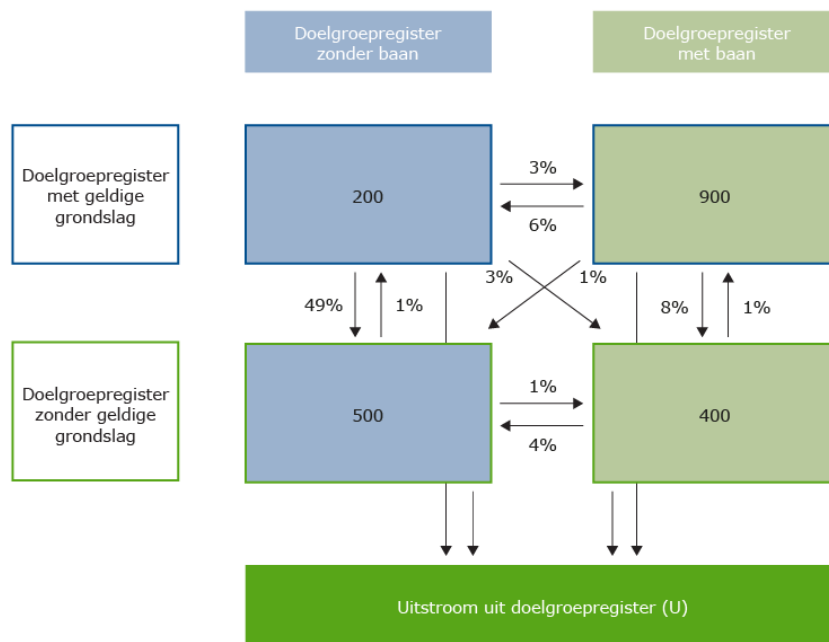 Doelgroepregister
zonder baan
Doelgroepregister
met baan
Doelgroepregister
met geldige
grondslag
200
3%
6%
900
49%
1%
3%
1%
8%
1%
Doelgroepregister
zonder geldige
grondslag
500
1%
4%
400
Uitstroom uit doelgroepregister (U)